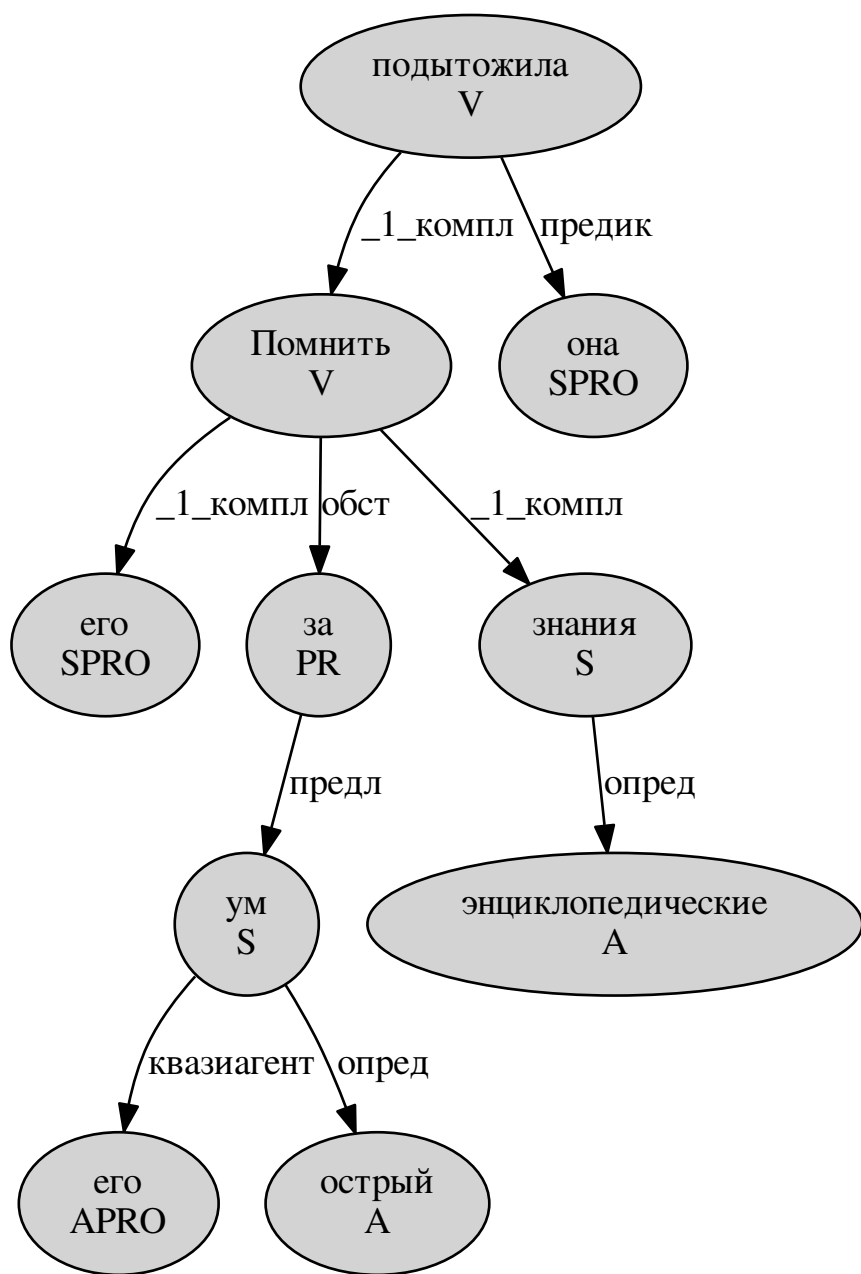 подытожила
V
_1_компл
предик
Помнить
V
она
SPRO
_1_компл
обст
_1_компл
его
SPRO
за
PR
знания
S
предл
опред
ум
S
энциклопедические
A
квазиагент
опред
его
APRO
острый
A